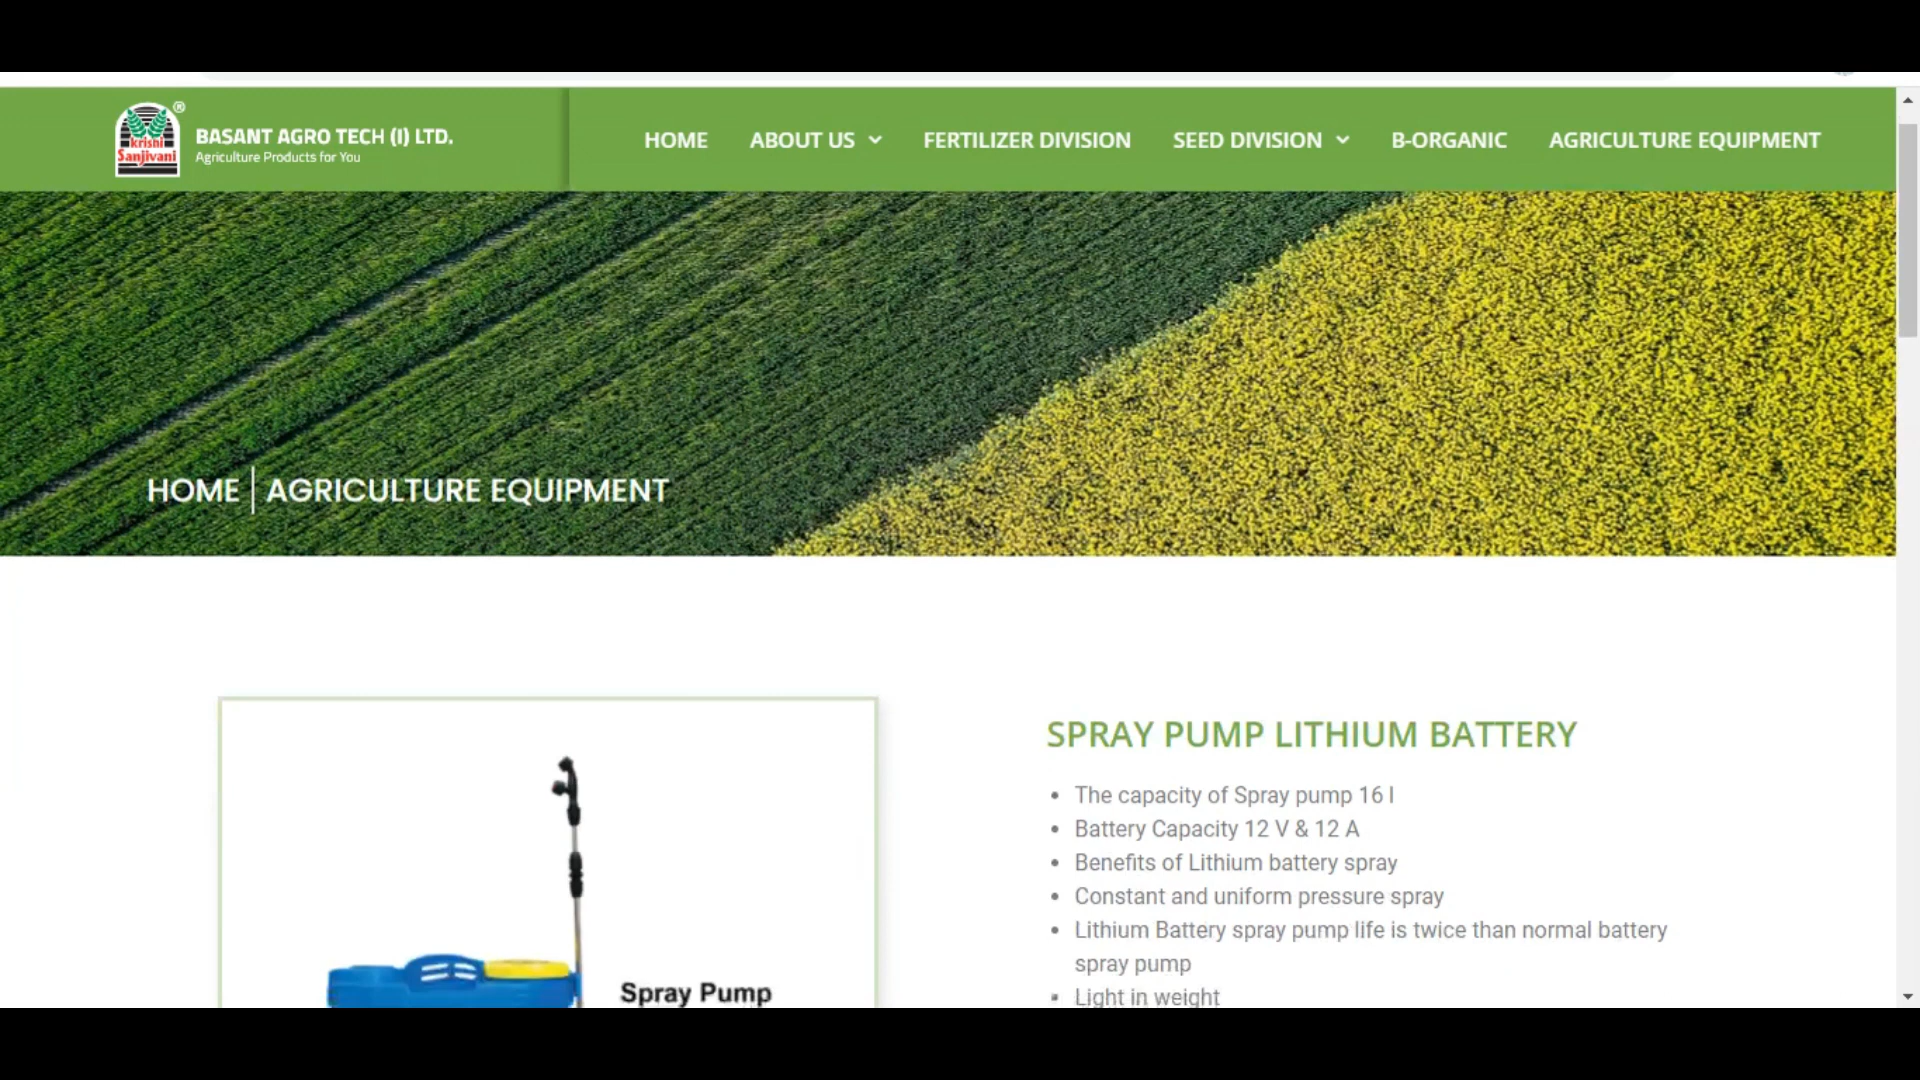 krishi
Sanjivani
®
BASANT AGRO TECH (I) LTD.
Agriculture Products for You
HOME ABOUT US FERTILIZER DIVISION SEED DIVISION B-ORGANIC AGRICULTURE EQUIPMENT
HOME AGRICULTURE EQUIPMENT
SPRAY PUMP LITHIUM BATTERY
• The capacity of Spray pump 16 l
• Battery Capacity 12 V & 12 A
• Benefits of Lithium battery spray
• Constant and uniform pressure spray
• Lithium Battery spray pump life is twice than normal battery
spray pump
• Light in weight
Spray Pump